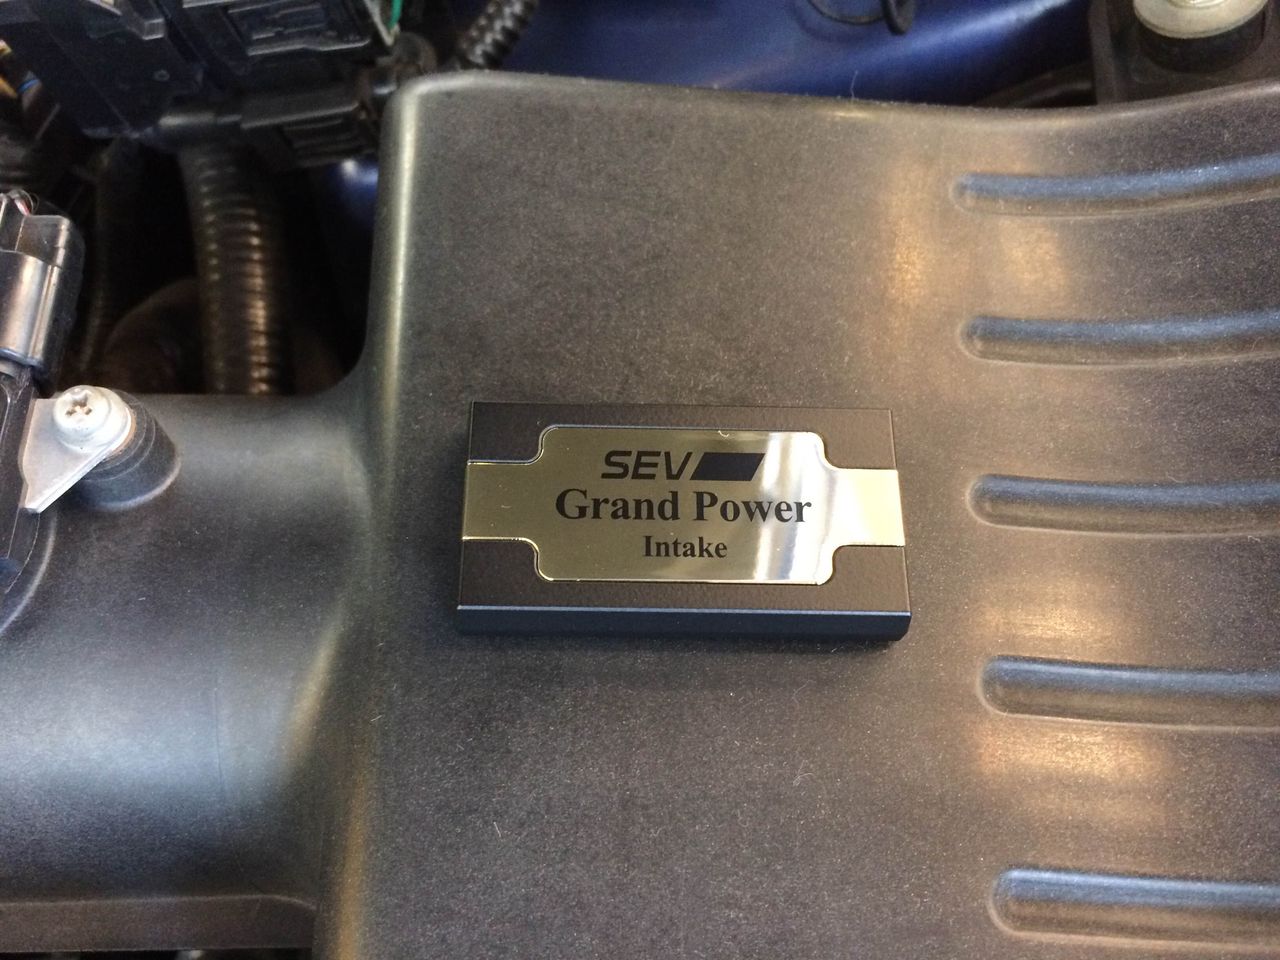 SEV
Grand Power
Intake